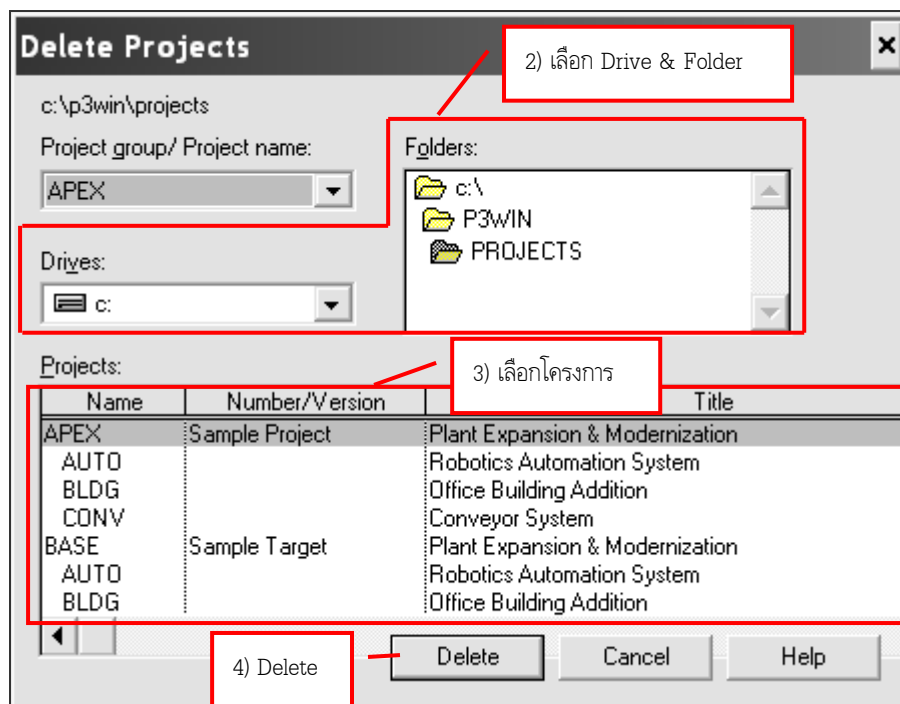 Delete Projects
2) เลือก Drive & Folder
c:\p3win\projects
Project group/ Project name:
Folders:
APEX
c:\
P3WIN
PROJECTS
Drives:
c:
Projects:
3) เลือกโครงการ
Name Number/Version Title
APEX Sample Project Plant Expansion & Modernization
AUTO Robotics Automation System
BLDG Office Building Addition
CONV Conveyor System
BASE Sample Target Plant Expansion & Modernization
AUTO Robotics Automation System
BLDG Office Building Addition
4) Delete
Delete Cancel Help